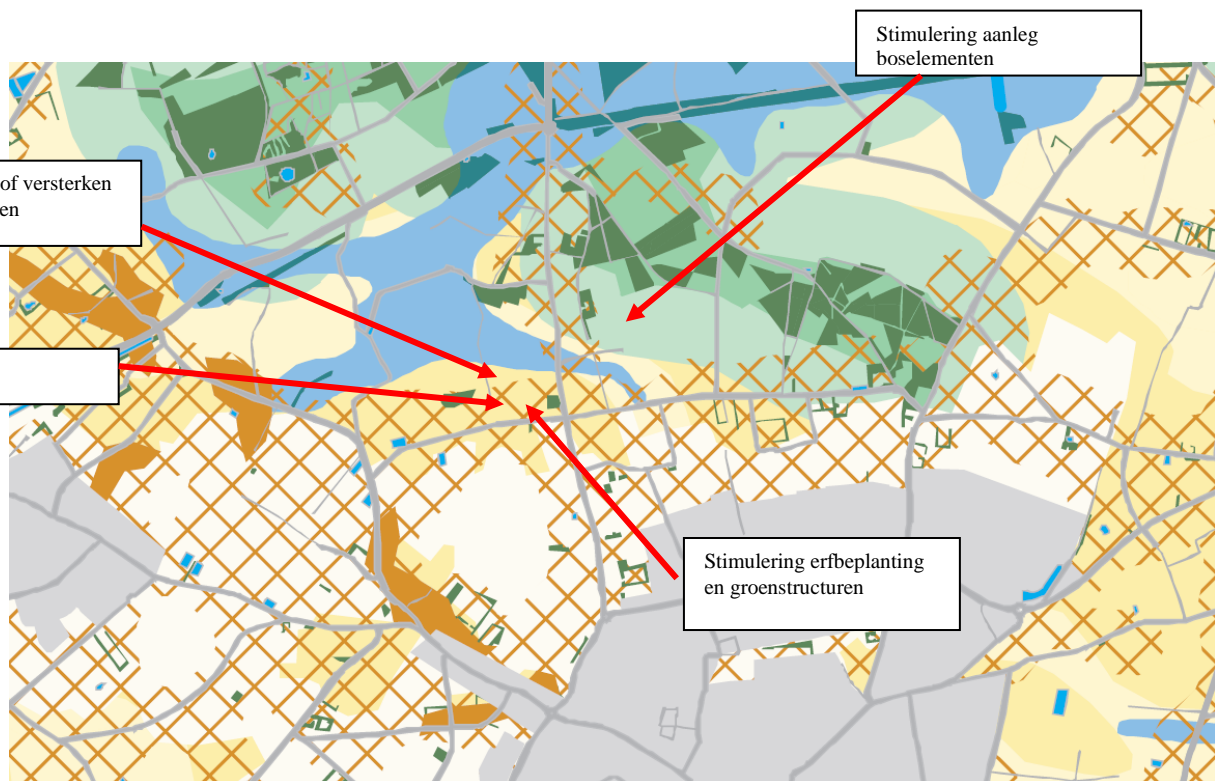 Stimulering aanleg
boselementen
of versterken
en
Stimulering erfbeplanting
en groenstructuren